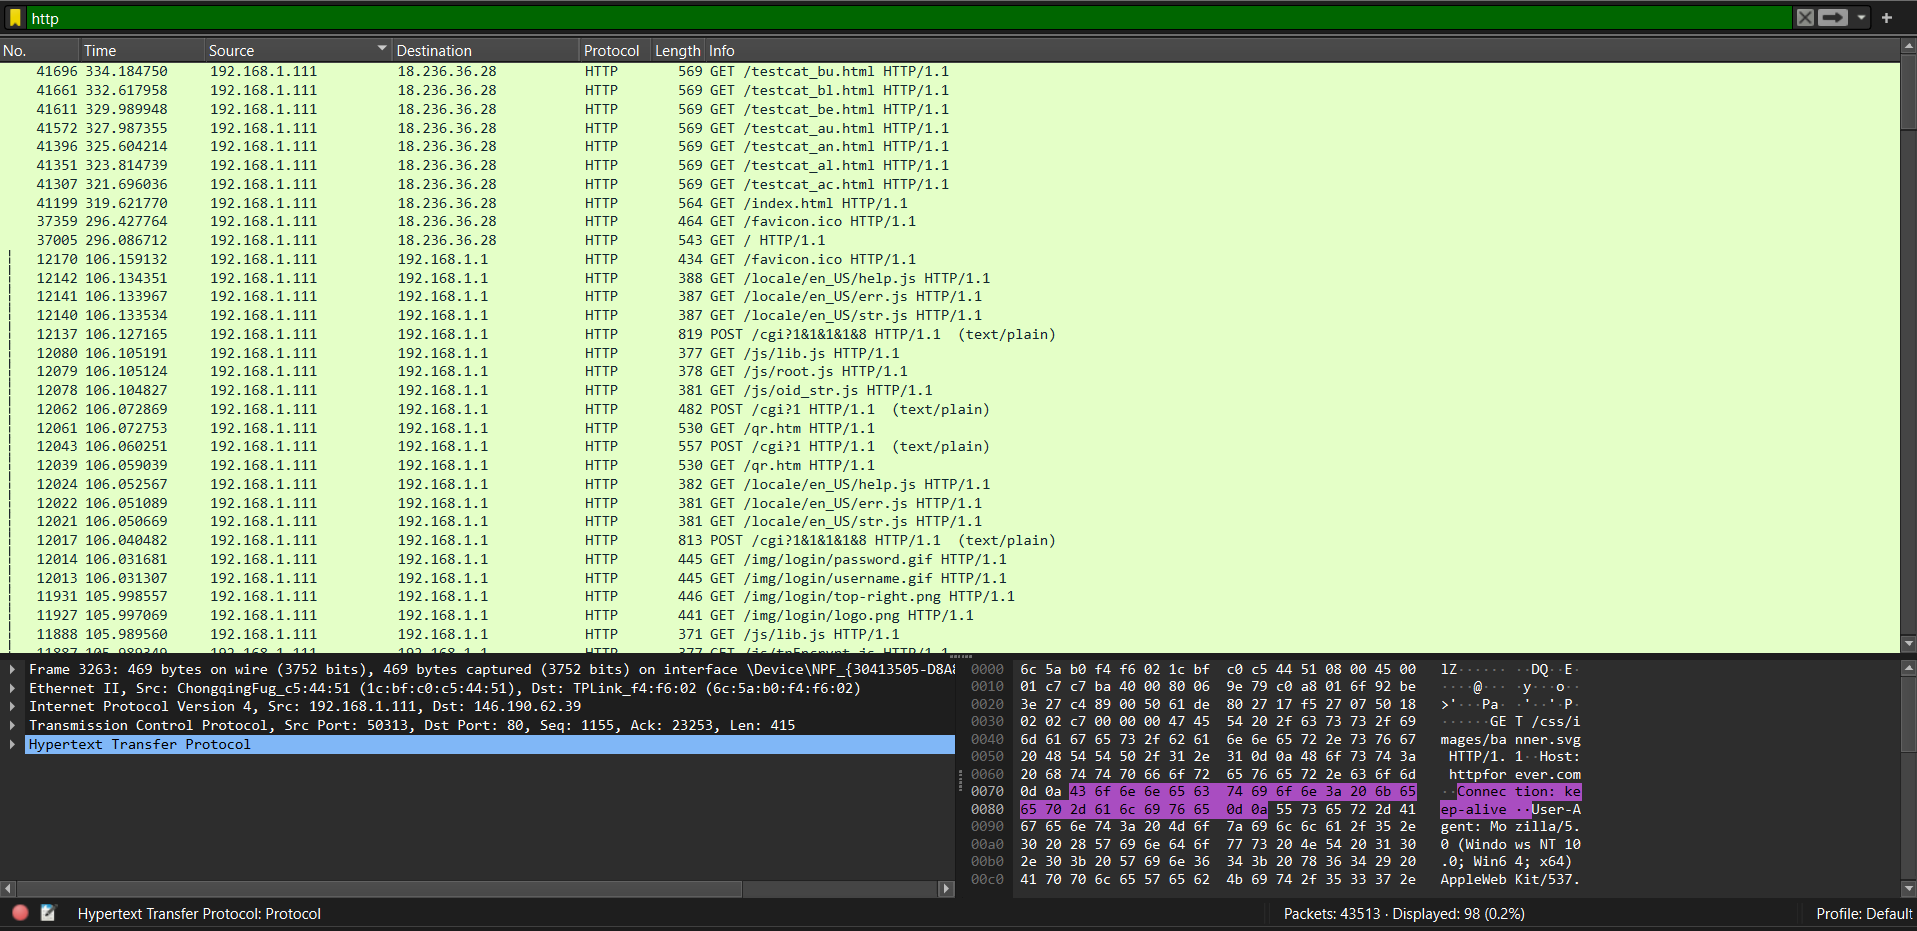 http
No. Time Source Destination Protocol Length Info
41696 334.184750 192.168.1.111 18.236.36.28 HTTP 569 GET /testcat_bu.html HTTP/1.1
41661 332.617958 192.168.1.111 18.236.36.28 HTTP 569 GET /testcat_bl.html HTTP/1.1
41611 329.989948 192.168.1.111 18.236.36.28 HTTP 569 GET /testcat_be.html HTTP/1.1
41572 327.987355 192.168.1.111 18.236.36.28 HTTP 569 GET /testcat_au.html HTTP/1.1
41396 325.604214 192.168.1.111 18.236.36.28 HTTP 569 GET /testcat_an.html HTTP/1.1
41351 323.814739 192.168.1.111 18.236.36.28 HTTP 569 GET /testcat_al.html HTTP/1.1
41307 321.696036 192.168.1.111 18.236.36.28 HTTP 569 GET /testcat_ac.html HTTP/1.1
41199 319.621770 192.168.1.111 18.236.36.28 HTTP 564 GET /index.html HTTP/1.1
37359 296.427764 192.168.1.111 18.236.36.28 HTTP 464 GET /favicon.ico HTTP/1.1
37005 296.086712 192.168.1.111 18.236.36.28 HTTP 543 GET / HTTP/1.1
12170 106.159132 192.168.1.111 192.168.1.1 HTTP 434 GET /favicon.ico HTTP/1.1
12142 106.134351 192.168.1.111 192.168.1.1 HTTP 388 GET /locale/en_US/help.js HTTP/1.1
12141 106.133967 192.168.1.111 192.168.1.1 HTTP 387 GET /locale/en_US/err.js HTTP/1.1
12140 106.133534 192.168.1.111 192.168.1.1 HTTP 387 GET /locale/en_US/str.js HTTP/1.1
12137 106.127165 192.168.1.111 192.168.1.1 HTTP 819 POST /cgi?1&1&1&1&8 HTTP/1.1 (text/plain)
12080 106.105191 192.168.1.111 192.168.1.1 HTTP 377 GET /js/lib.js HTTP/1.1
12079 106.105124 192.168.1.111 192.168.1.1 HTTP 378 GET /js/root.js HTTP/1.1
12078 106.104827 192.168.1.111 192.168.1.1 HTTP 381 GET /js/oid_str.js HTTP/1.1
12062 106.072869 192.168.1.111 192.168.1.1 HTTP 482 POST /cgi?1 HTTP/1.1 (text/plain)
12061 106.072753 192.168.1.111 192.168.1.1 HTTP 530 GET /qr.htm HTTP/1.1
12043 106.060251 192.168.1.111 192.168.1.1 HTTP 557 POST /cgi?1 HTTP/1.1 (text/plain)
12039 106.059039 192.168.1.111 192.168.1.1 HTTP 530 GET /qr.htm HTTP/1.1
12024 106.052567 192.168.1.111 192.168.1.1 HTTP 382 GET /locale/en_US/help.js HTTP/1.1
12022 106.051089 192.168.1.111 192.168.1.1 HTTP 381 GET /locale/en_US/err.js HTTP/1.1
12021 106.050669 192.168.1.111 192.168.1.1 HTTP 381 GET /locale/en_US/str.js HTTP/1.1
12017 106.040482 192.168.1.111 192.168.1.1 HTTP 813 POST /cgi?1&1&1&1&8 HTTP/1.1 (text/plain)
12014 106.031681 192.168.1.111 192.168.1.1 HTTP 445 GET /img/login/password.gif HTTP/1.1
12013 106.031307 192.168.1.111 192.168.1.1 HTTP 445 GET /img/login/username.gif HTTP/1.1
11931 105.998557 192.168.1.111 192.168.1.1 HTTP 446 GET /img/login/top-right.png HTTP/1.1
11927 105.997069 192.168.1.111 192.168.1.1 HTTP 441 GET /img/login/logo.png HTTP/1.1
11888 105.989560 192.168.1.111 192.168.1.1 HTTP 371 GET /js/lib.js HTTP/1.1
Frame 3263: 469 bytes on wire (3752 bits), 469 bytes captured (3752 bits) on interface \Device\NPF_{30413505-D8A8
Ethernet II, Src: ChongqingFug_c5:44:51 (1c:bf:c0:c5:44:51), Dst: TPLink_f4:f6:02 (6c:5a:b0:f4:f6:02)
Internet Protocol Version 4, Src: 192.168.1.111, Dst: 146.190.62.39
Transmission Control Protocol, Src Port: 50313, Dst Port: 80, Seq: 1155, Ack: 23253, Len: 415
Hypertext Transfer Protocol
0000 6c 5a b0 f4 f6 02 1c bf c0 c5 44 51 08 00 45 00 lZ······ ··DQ··E·
0010 01 c7 c7 ba 40 00 80 06 9e 79 c0 a8 01 6f 92 be ····@··· ·y···o··
0020 3e 27 c4 89 00 50 61 de 80 27 17 f5 27 07 50 18 >'···Pa· ·'··'·P·
0030 02 02 c7 00 00 00 47 45 54 20 2f 63 73 73 2f 69 ······GE T /css/i
0040 6d 61 67 65 73 2f 62 61 6e 6e 65 72 2e 73 76 67 mages/ba nner.svg
0050 20 48 54 54 50 2f 31 2e 31 0d 0a 48 6f 73 74 3a HTTP/1. 1··Host:
0060 20 68 74 74 70 66 6f 72 65 76 65 72 2e 63 6f 6d httpfor ever.com
0070 0d 0a 43 6f 6e 6e 65 63 74 69 6f 6e 3a 20 6b 65 ··Connec tion: ke
0080 65 70 2d 61 6c 69 76 65 0d 0a 55 73 65 72 2d 41 ep-alive ··User-A
0090 67 65 6e 74 3a 20 4d 6f 7a 69 6c 6c 61 2f 35 2e gent: Mo zilla/5.
00a0 30 20 28 57 69 6e 64 6f 77 73 20 4e 54 20 31 30 0 (Windo ws NT 10
00b0 2e 30 3b 20 57 69 6e 36 34 3b 20 78 36 34 29 20 .0; Win6 4; x64)
00c0 41 70 70 6c 65 57 65 62 4b 69 74 2f 35 33 37 2e AppleWeb Kit/537.
Hypertext Transfer Protocol: Protocol
Packets: 43513 · Displayed: 98 (0.2%)
Profile: Default